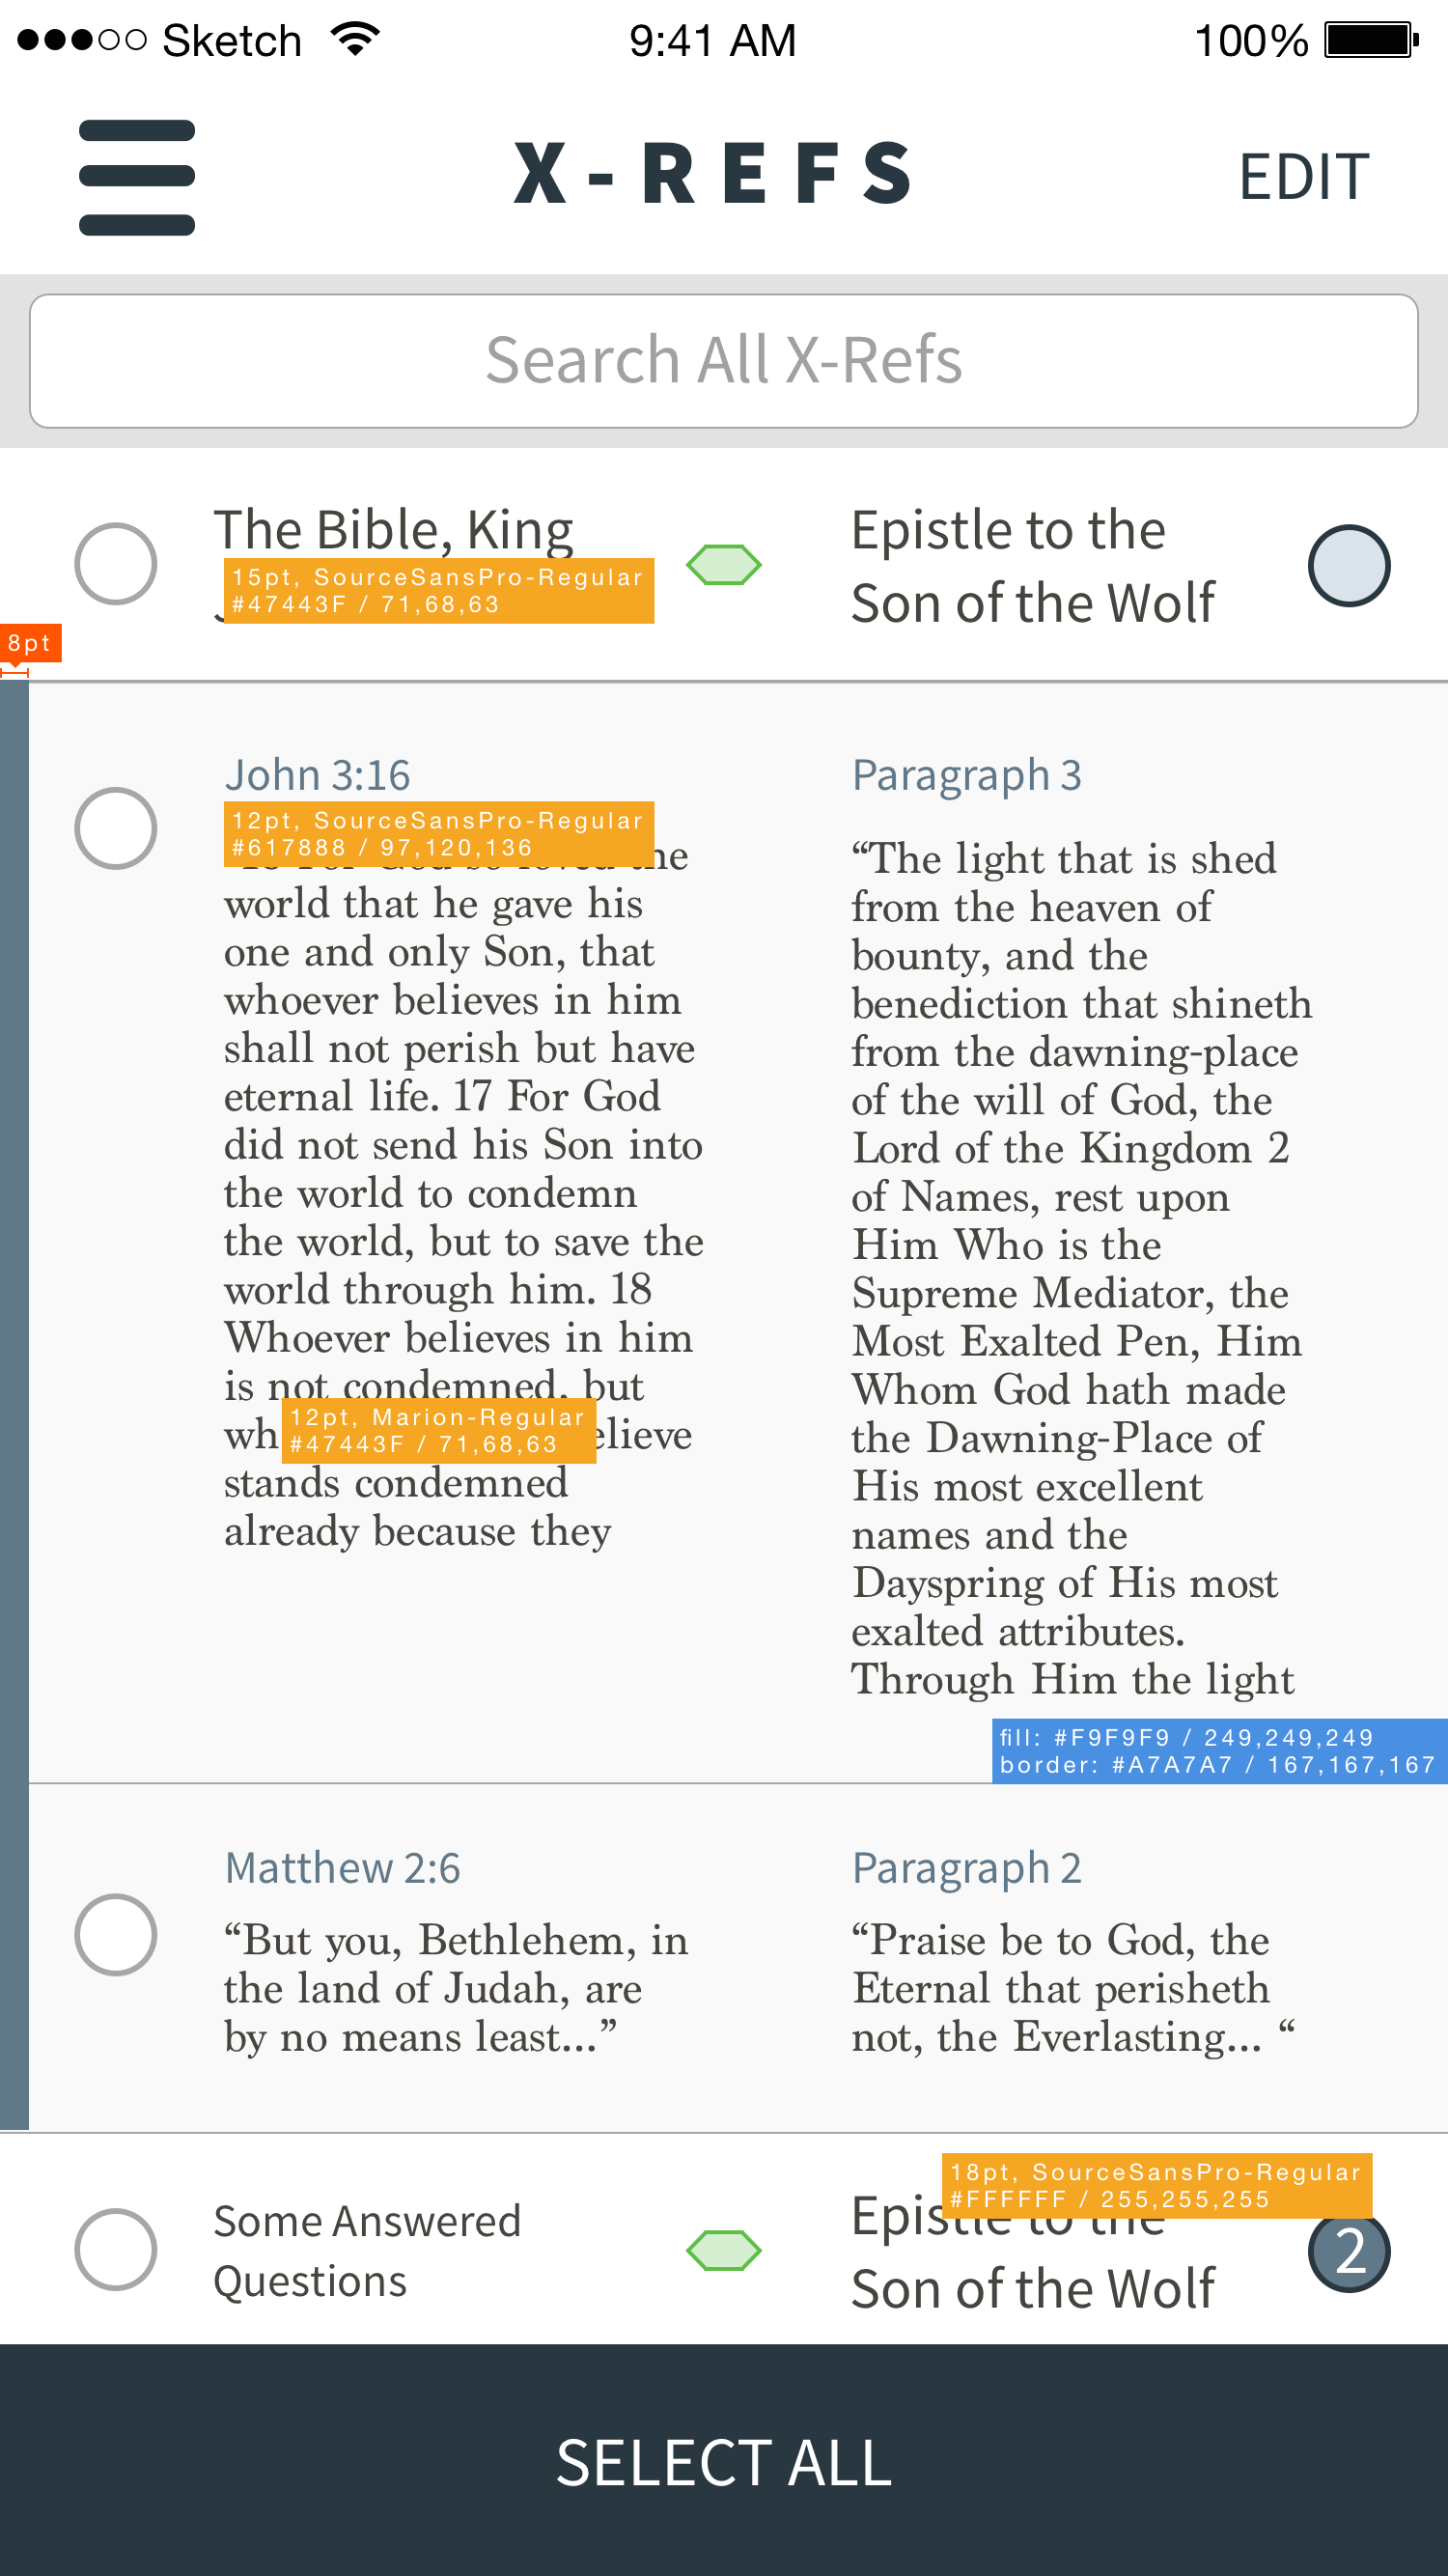 Sketch 9:41 AM 100%
X-REFS EDIT
Search All X-Refs
The Bible, King
15pt, SourceSansPro-Regular
#47443F / 71,68,63
Epistle to the
Son of the Wolf
8pt
John 3:16
12pt, SourceSansPro-Regular
#617888 / 97,120,136
world that he gave his
one and only Son, that
whoever believes in him
shall not perish but have
eternal life. 17 For God
did not send his Son into
the world to condemn
the world, but to save the
world through him. 18
Whoever believes in him
is not condemned, but
12pt, Marion-Regular
#47443F / 71,68,63
stands condemned
already because they
Paragraph 3
“The light that is shed
from the heaven of
bounty, and the
benediction that shineth
from the dawning-place
of the will of God, the
Lord of the Kingdom 2
of Names, rest upon
Him Who is the
Supreme Mediator, the
Most Exalted Pen, Him
Whom God hath made
the Dawning-Place of
His most excellent
names and the
Dayspring of His most
exalted attributes.
Through Him the light
fill: #F9F9F9 / 249,249,249
border: #A7A7A7 / 167,167,167
Matthew 2:6
“But you, Bethlehem, in
the land of Judah, are
by no means least...”
Paragraph 2
“Praise be to God, the
Eternal that perisheth
not, the Everlasting... “
Some Answered
Questions
18pt, SourceSansPro-Regular
#FFFFFF / 255,255,255
Epistle to the
Son of the Wolf
2
SELECT ALL